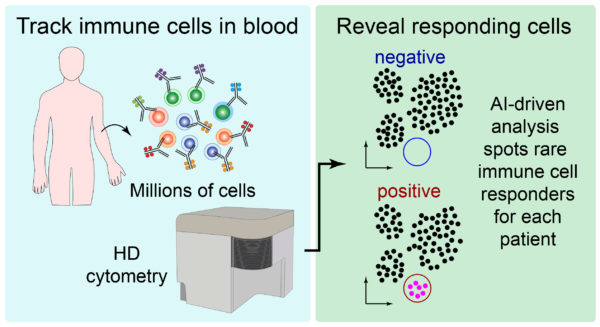 Track immune cells in blood
Millions of cells
HD
cytometry
Reveal responding cells
negative
positive
AI-driven
analysis
spots rare
immune cell
responders
for each
patient